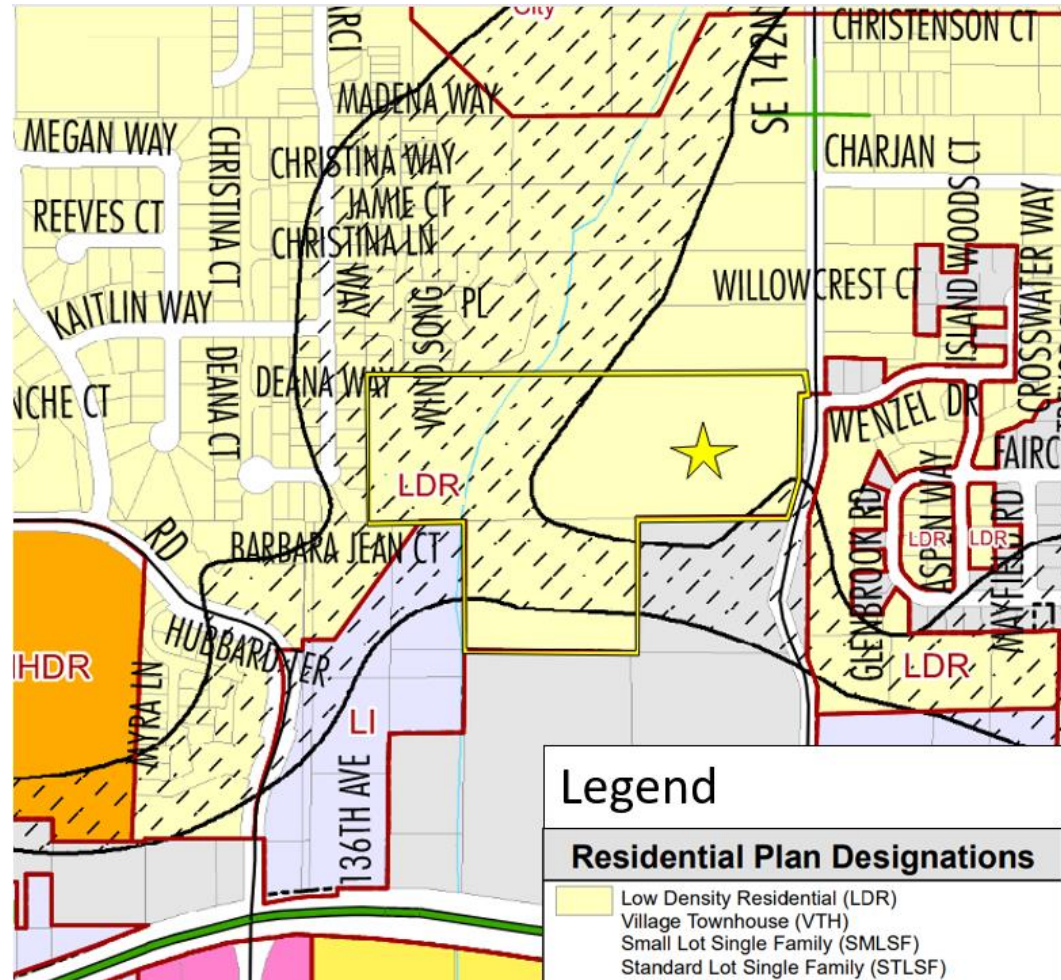 City
MARCI
CHRISTENSON CT
MADENA WAY
SE 142N
MEGAN WAY
CHRISTINA WAY
CHARJAN
CHRISTINA CT
JAMIE CT
REEVES CT
CHRISTINA LN
ISLAND WOODS CT
CROSSWATER WAY
WAY
WIND SONG
PL
WILLOWCREST CT
KAITLIN WAY
DEANA WAY
NCHE CT
DEANA CT
WENZEL DR
FAIRC
LDR
GLENBROOK RD
ASPEN WAY
MAYFIELD RD
LDR
LDR
RD
BARBARA JEAN CT
HUBBARD TER
HDR
MYRA LN
LDR
LI
136TH AVE
Legend
Residential Plan Designations
Low Density Residential (LDR)
Village Townhouse (VTH)
Small Lot Single Family (SMLSF)
Standard Lot Single Family (STLSF)